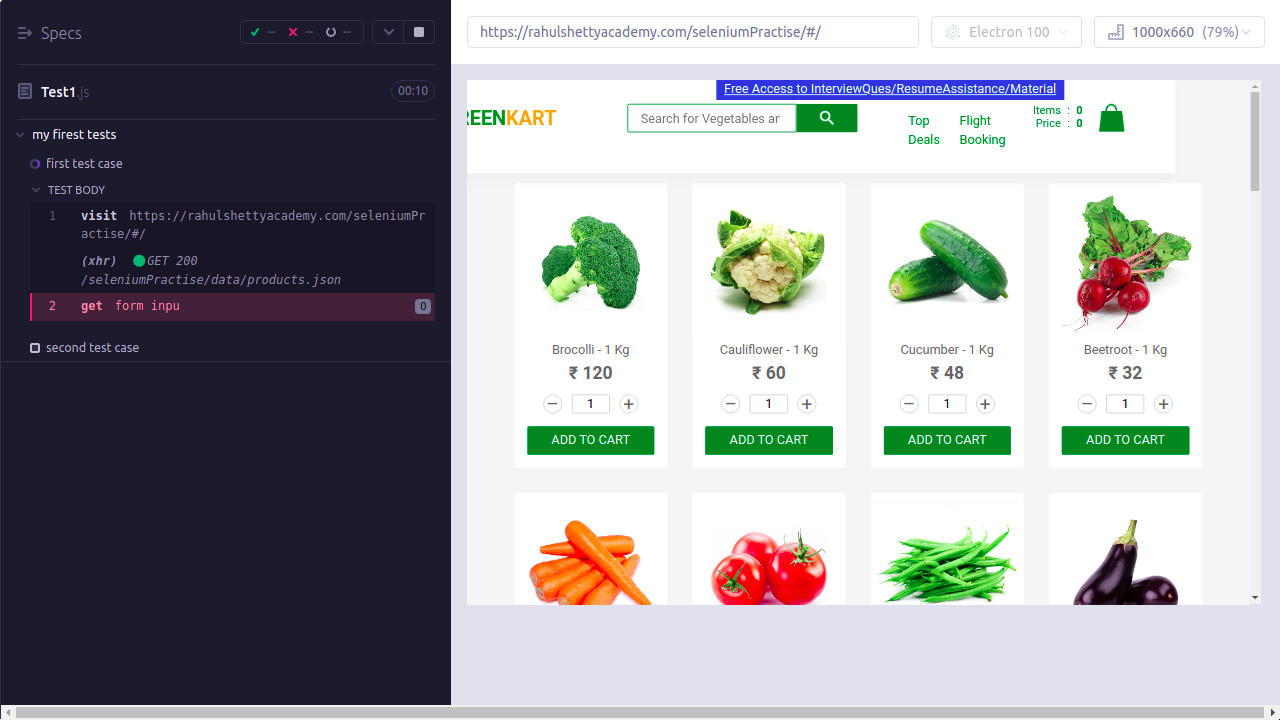 Specs
--
--
--
Test1.js
00:10
my firest tests
first test case
TEST BODY
1 visit https://rahulshettyacademy.com/seleniumPr
actise/#/
(xhr) GET 200
/seleniumPractise/data/products.json
2 get form inpu 0
second test case
https://rahulshettyacademy.com/seleniumPractise/#/
Electron 100
1000x660 (79%)
Free Access to InterviewQues/ResumeAssistance/Material
REENKART
Search for Vegetables ar
Top
Deals
Flight
Booking
Items : 0
Price : 0
Brocolli - 1 Kg
₹ 120
1
ADD TO CART
Cauliflower - 1 Kg
₹ 60
1
ADD TO CART
Cucumber - 1 Kg
₹ 48
1
ADD TO CART
Beetroot - 1 Kg
₹ 32
1
ADD TO CART